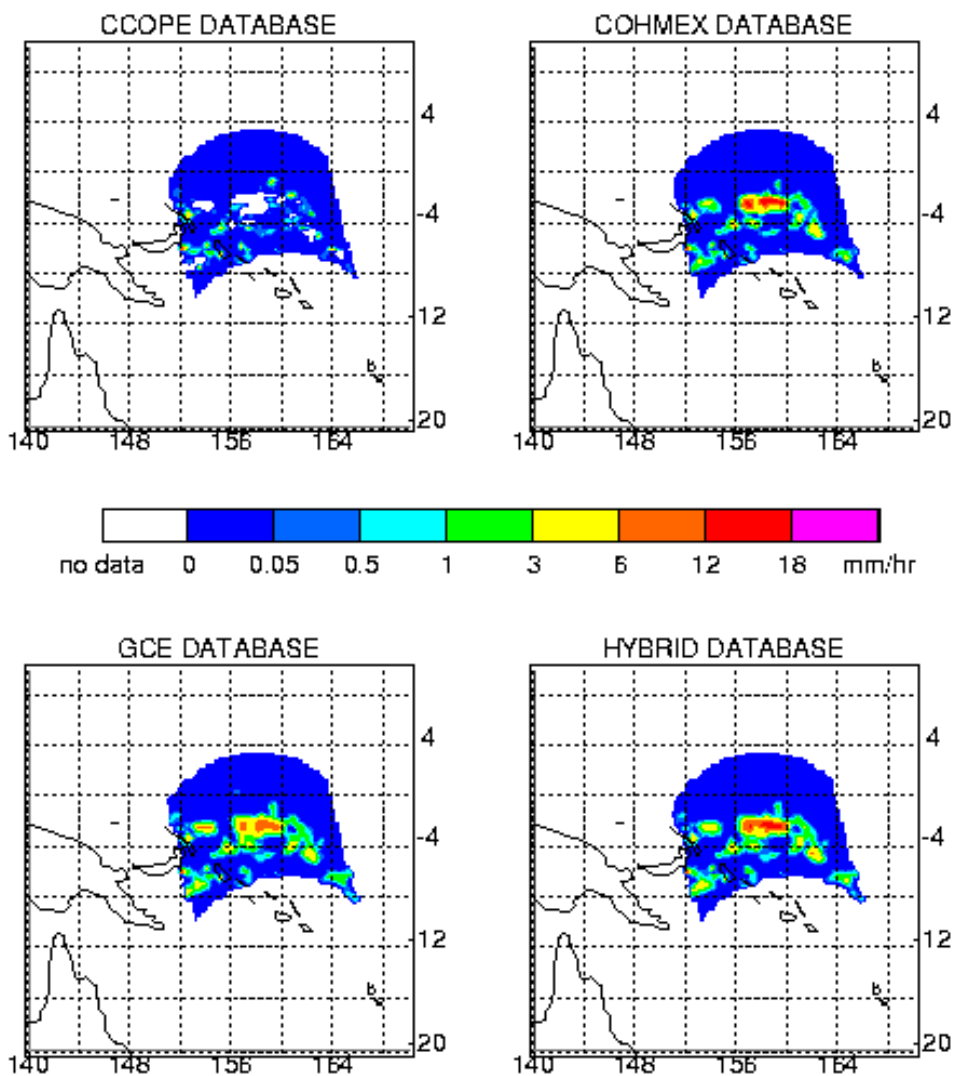 CCOPE DATABASE
COHMEX DATABASE
4
-4
-12
-20
140 148 156 164
4
-4
-12
-20
140 148 156 164
no data 0 0.05 0.5 1 3 6 12 18 mm/hr
GCE DATABASE
HYBRID DATABASE
4
-4
-12
-20
140 148 156 164
4
-4
-12
-20
140 148 156 164